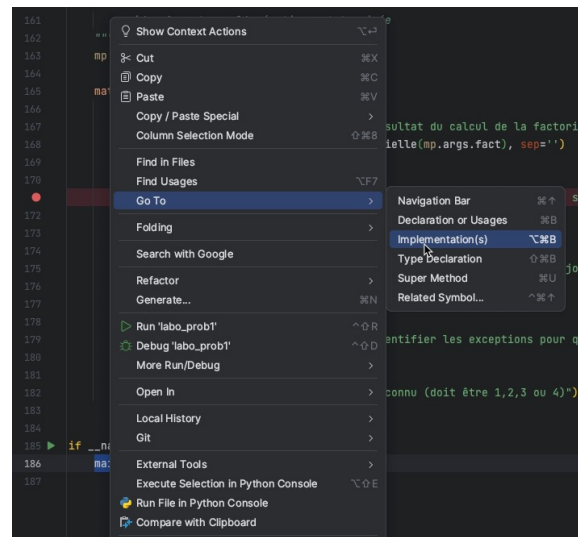 161
162 """
163 mp
164
165 mat
166
167 sultat du calcul de la factori
168 ielle(mp.args.fact), sep='')
169
170
172
173
174
175 jo
176
177
178
179 entifier les exceptions pour q
180
181
182 connu (doit être 1,2,3 ou 4)")
183
184
185 if __na
186 mai
187
Show Context Actions ⌥⏎
Cut ⌘X
Copy ⌘C
Paste ⌘V
Copy / Paste Special >
Column Selection Mode ⇧⌘8
Find in Files
Find Usages ⌥F7
Go To >
Folding >
Search with Google
Refactor >
Generate... ⌘N
Run 'labo_prob1' ^⇧R
Debug 'labo_prob1' ^⇧D
More Run/Debug >
Open In >
Local History >
Git >
External Tools >
Execute Selection in Python Console ⌥⇧E
Run File in Python Console
Compare with Clipboard
Navigation Bar ⌘↑
Declaration or Usages ⌘B
Implementation(s) ⌥⌘B
Type Declaration ⇧⌘B
Super Method ⌘U
Related Symbol... ^⌘↑